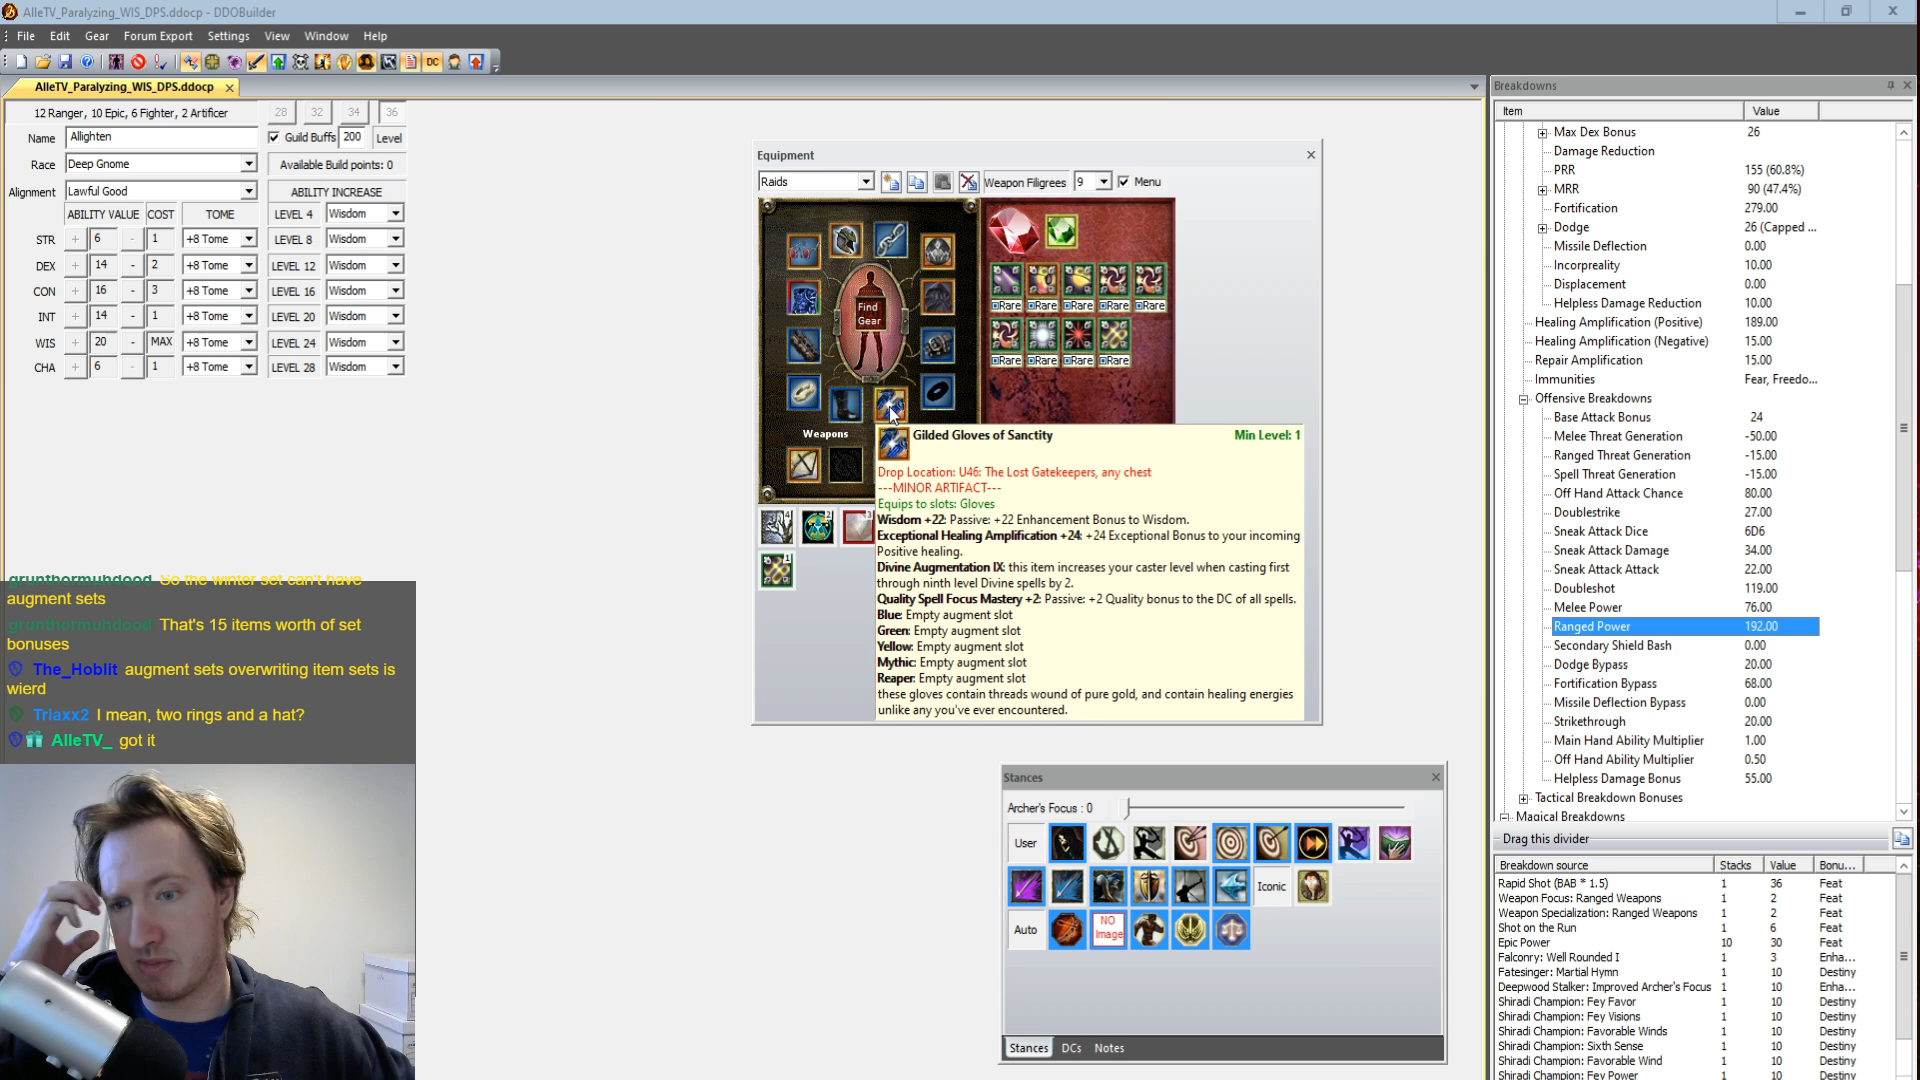 AlleTV_Paralyzing_WIS_DPS.ddocp - DDOBuilder
File Edit Gear Forum Export Settings View Window Help
DC
AlleTV_Paralyzing_WIS_DPS.ddocp
12 Ranger, 10 Epic, 6 Fighter, 2 Artificer 28 32 34 36
Name Allighten Guild Buffs 200 Level
Race Deep Gnome Available Build points: 0
Alignment Lawful Good ABILITY INCREASE
ABILITY VALUE COST TOME LEVEL 4 Wisdom
STR + 6 - 1 +8 Tome LEVEL 8 Wisdom
DEX + 14 - 2 +8 Tome LEVEL 12 Wisdom
CON + 16 - 3 +8 Tome LEVEL 16 Wisdom
INT + 14 - 1 +8 Tome LEVEL 20 Wisdom
WIS + 20 - MAX +8 Tome LEVEL 24 Wisdom
CHA + 6 - 1 +8 Tome LEVEL 28 Wisdom
Equipment
Raids Weapon Filigrees 9 Menu
Find
Gear
Rare Rare Rare Rare Rare
Rare Rare Rare Rare
Weapons
Gilded Gloves of Sanctity Min Level: 1
Drop Location: U46: The Lost Gatekeepers, any chest
---MINOR ARTIFACT---
Equips to slots: Gloves
Wisdom +22: Passive: +22 Enhancement Bonus to Wisdom.
Exceptional Healing Amplification +24: +24 Exceptional Bonus to your incoming
Positive healing.
Divine Augmentation IX: this item increases your caster level when casting first
through ninth level Divine spells by 2.
Quality Spell Focus Mastery +2: Passive: +2 Quality bonus to the DC of all spells.
Blue: Empty augment slot
Green: Empty augment slot
Yellow: Empty augment slot
Mythic: Empty augment slot
Reaper: Empty augment slot
these gloves contain threads wound of pure gold, and contain healing energies
unlike any you've ever encountered.
4 2 3
1
grunthormuhdood So the winter set can't have
augment sets
grunthormuhdood That's 15 items worth of set
bonuses
The_Hoblit augment sets overwriting item sets is
wierd
Triaxx2 I mean, two rings and a hat?
AlleTV_ got it
Stances
Archer's Focus : 0
User
Iconic
Auto NO
Image
Stances DCs Notes
Breakdowns
Item Value
Max Dex Bonus 26
Damage Reduction
PRR 155 (60.8%)
MRR 90 (47.4%)
Fortification 279.00
Dodge 26 (Capped ...
Missile Deflection 0.00
Incorpreality 10.00
Displacement 0.00
Helpless Damage Reduction 10.00
Healing Amplification (Positive) 189.00
Healing Amplification (Negative) 15.00
Repair Amplification 15.00
Immunities Fear, Freedo...
Offensive Breakdowns
Base Attack Bonus 24
Melee Threat Generation -50.00
Ranged Threat Generation -15.00
Spell Threat Generation -15.00
Off Hand Attack Chance 80.00
Doublestrike 27.00
Sneak Attack Dice 6D6
Sneak Attack Damage 34.00
Sneak Attack Attack 22.00
Doubleshot 119.00
Melee Power 76.00
Ranged Power 192.00
Secondary Shield Bash 0.00
Dodge Bypass 20.00
Fortification Bypass 68.00
Missile Deflection Bypass 0.00
Strikethrough 20.00
Main Hand Ability Multiplier 1.00
Off Hand Ability Multiplier 0.50
Helpless Damage Bonus 55.00
Tactical Breakdown Bonuses
Magical Breakdowns
Drag this divider
Breakdown source Stacks Value Bonu...
Rapid Shot (BAB * 1.5) 1 36 Feat
Weapon Focus: Ranged Weapons 1 2 Feat
Weapon Specialization: Ranged Weapons 1 2 Feat
Shot on the Run 1 6 Feat
Epic Power 10 30 Feat
Falconry: Well Rounded I 1 3 Enha...
Fatesinger: Martial Hymn 1 10 Destiny
Deepwood Stalker: Improved Archer's Focus 1 10 Enha...
Shiradi Champion: Fey Favor 1 10 Destiny
Shiradi Champion: Fey Visions 1 10 Destiny
Shiradi Champion: Favorable Winds 1 10 Destiny
Shiradi Champion: Sixth Sense 1 10 Destiny
Shiradi Champion: Favorable Wind 1 10 Destiny
Shiradi Champion: Fey Power 1 10 Destiny